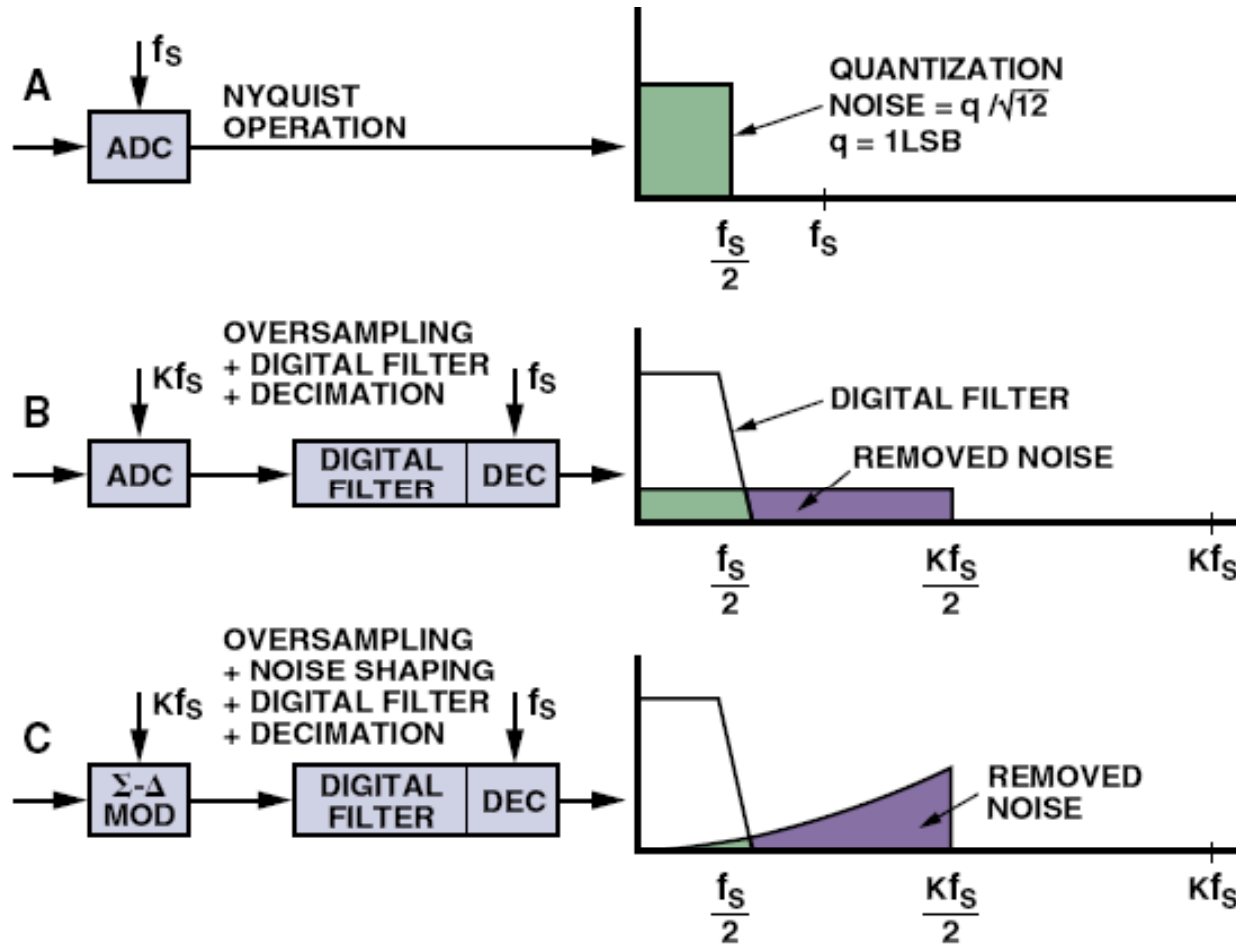 A
fS
ADC
NYQUIST
OPERATION
QUANTIZATION
NOISE = q /√12
q = 1LSB
fS
2
fS
B
KfS
OVERSAMPLING
+ DIGITAL FILTER
+ DECIMATION
fS
ADC
DIGITAL
FILTER
DEC
DIGITAL FILTER
REMOVED NOISE
fS
2
KfS
2
KfS
C
KfS
OVERSAMPLING
+ NOISE SHAPING
+ DIGITAL FILTER
+ DECIMATION
fS
Σ-Δ
MOD
DIGITAL
FILTER
DEC
REMOVED
NOISE
fS
2
KfS
2
KfS